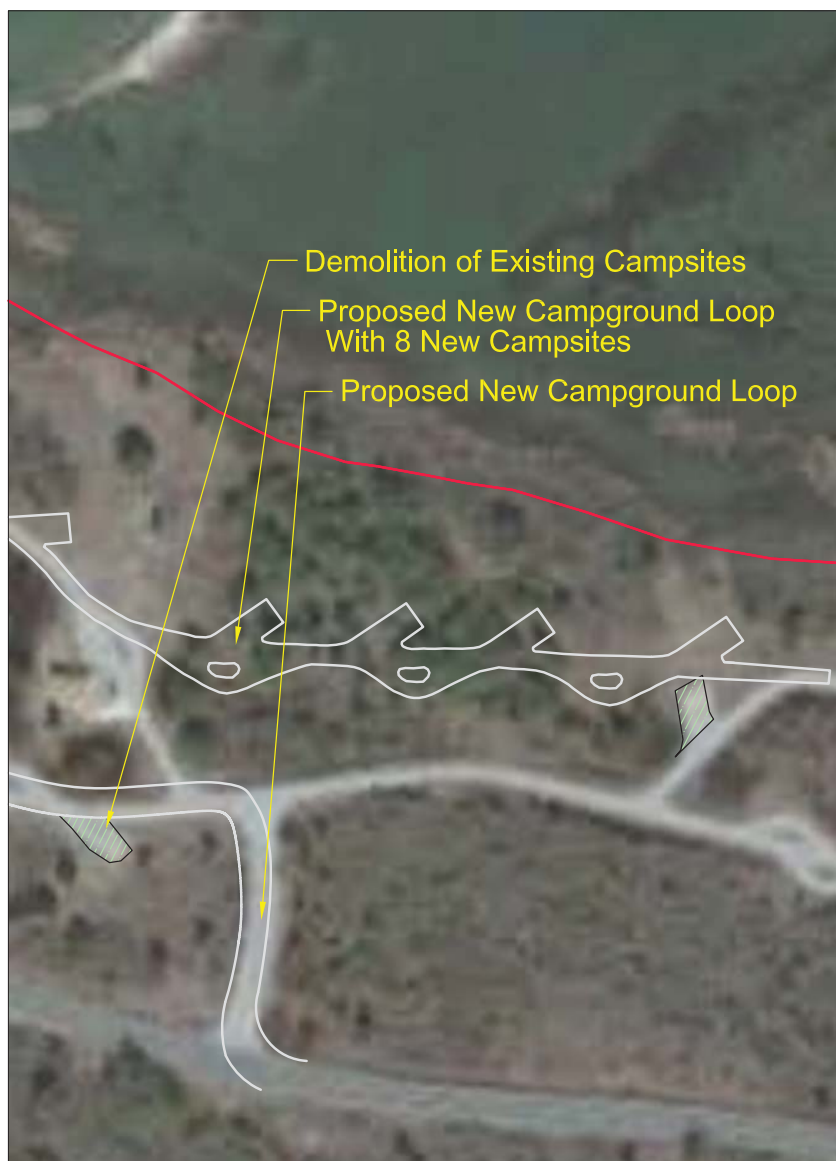 Demolition of Existing Campsites
Proposed New Campground Loop
With 8 New Campsites
Proposed New Campground Loop